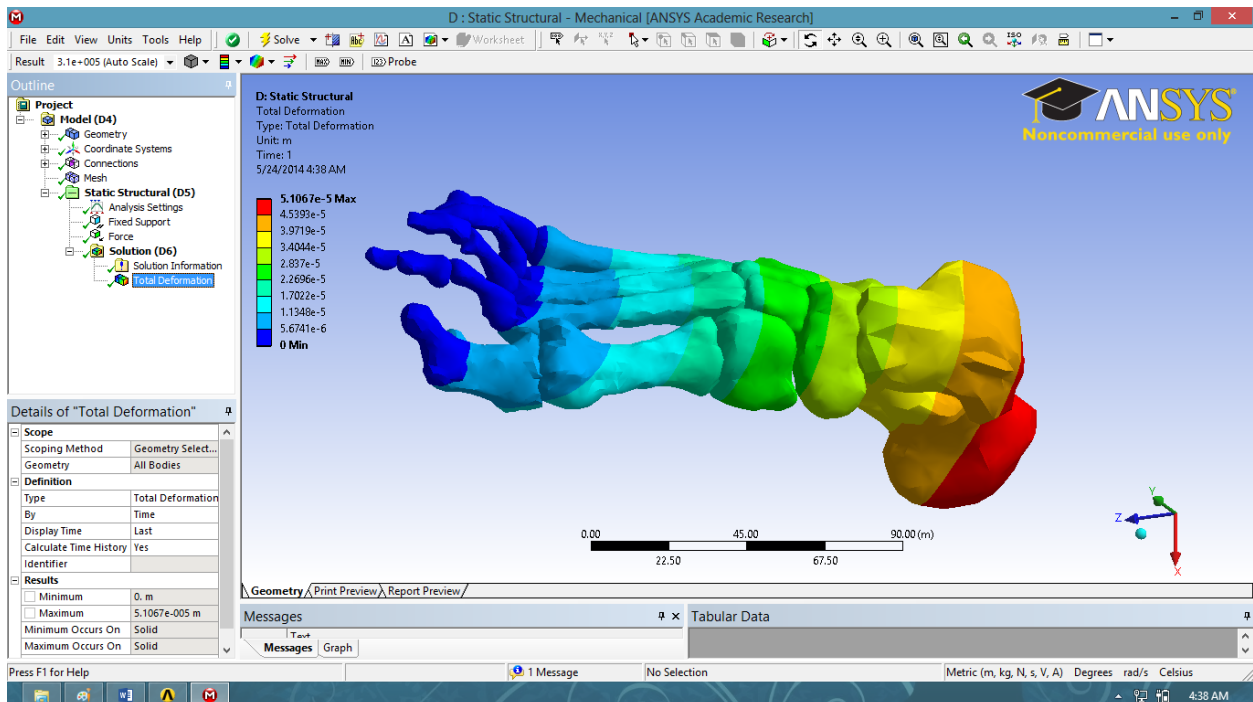 D : Static Structural - Mechanical [ANSYS Academic Research]
File Edit View Units Tools Help Solve Worksheet
Result 3.1e+005 (Auto Scale) MAX MIN Probe
Outline
Project
Model (D4)
Geometry
Coordinate Systems
Connections
Mesh
Static Structural (D5)
Analysis Settings
Fixed Support
Force
Solution (D6)
Solution Information
Total Deformation
Details of "Total Deformation"
Scope
Scoping Method Geometry Select...
Geometry All Bodies
Definition
Type Total Deformation
By Time
Display Time Last
Calculate Time History Yes
Identifier
Results
Minimum 0. m
Maximum 5.1067e-005 m
Minimum Occurs On Solid
Maximum Occurs On Solid
D: Static Structural
Total Deformation
Type: Total Deformation
Unit: m
Time: 1
5/24/2014 4:38 AM
5.1067e-5 Max
4.5393e-5
3.9719e-5
3.4044e-5
2.837e-5
2.2696e-5
1.7022e-5
1.1348e-5
5.6741e-6
0 Min
ANSYS
Noncommercial use only
0.00 45.00 90.00 (m)
22.50 67.50
Y
Z
X
Geometry Print Preview Report Preview
Messages
Text
Messages Graph
Tabular Data
Press F1 for Help 1 Message No Selection Metric (m, kg, N, s, V, A) Degrees rad/s Celsius
4:38 AM